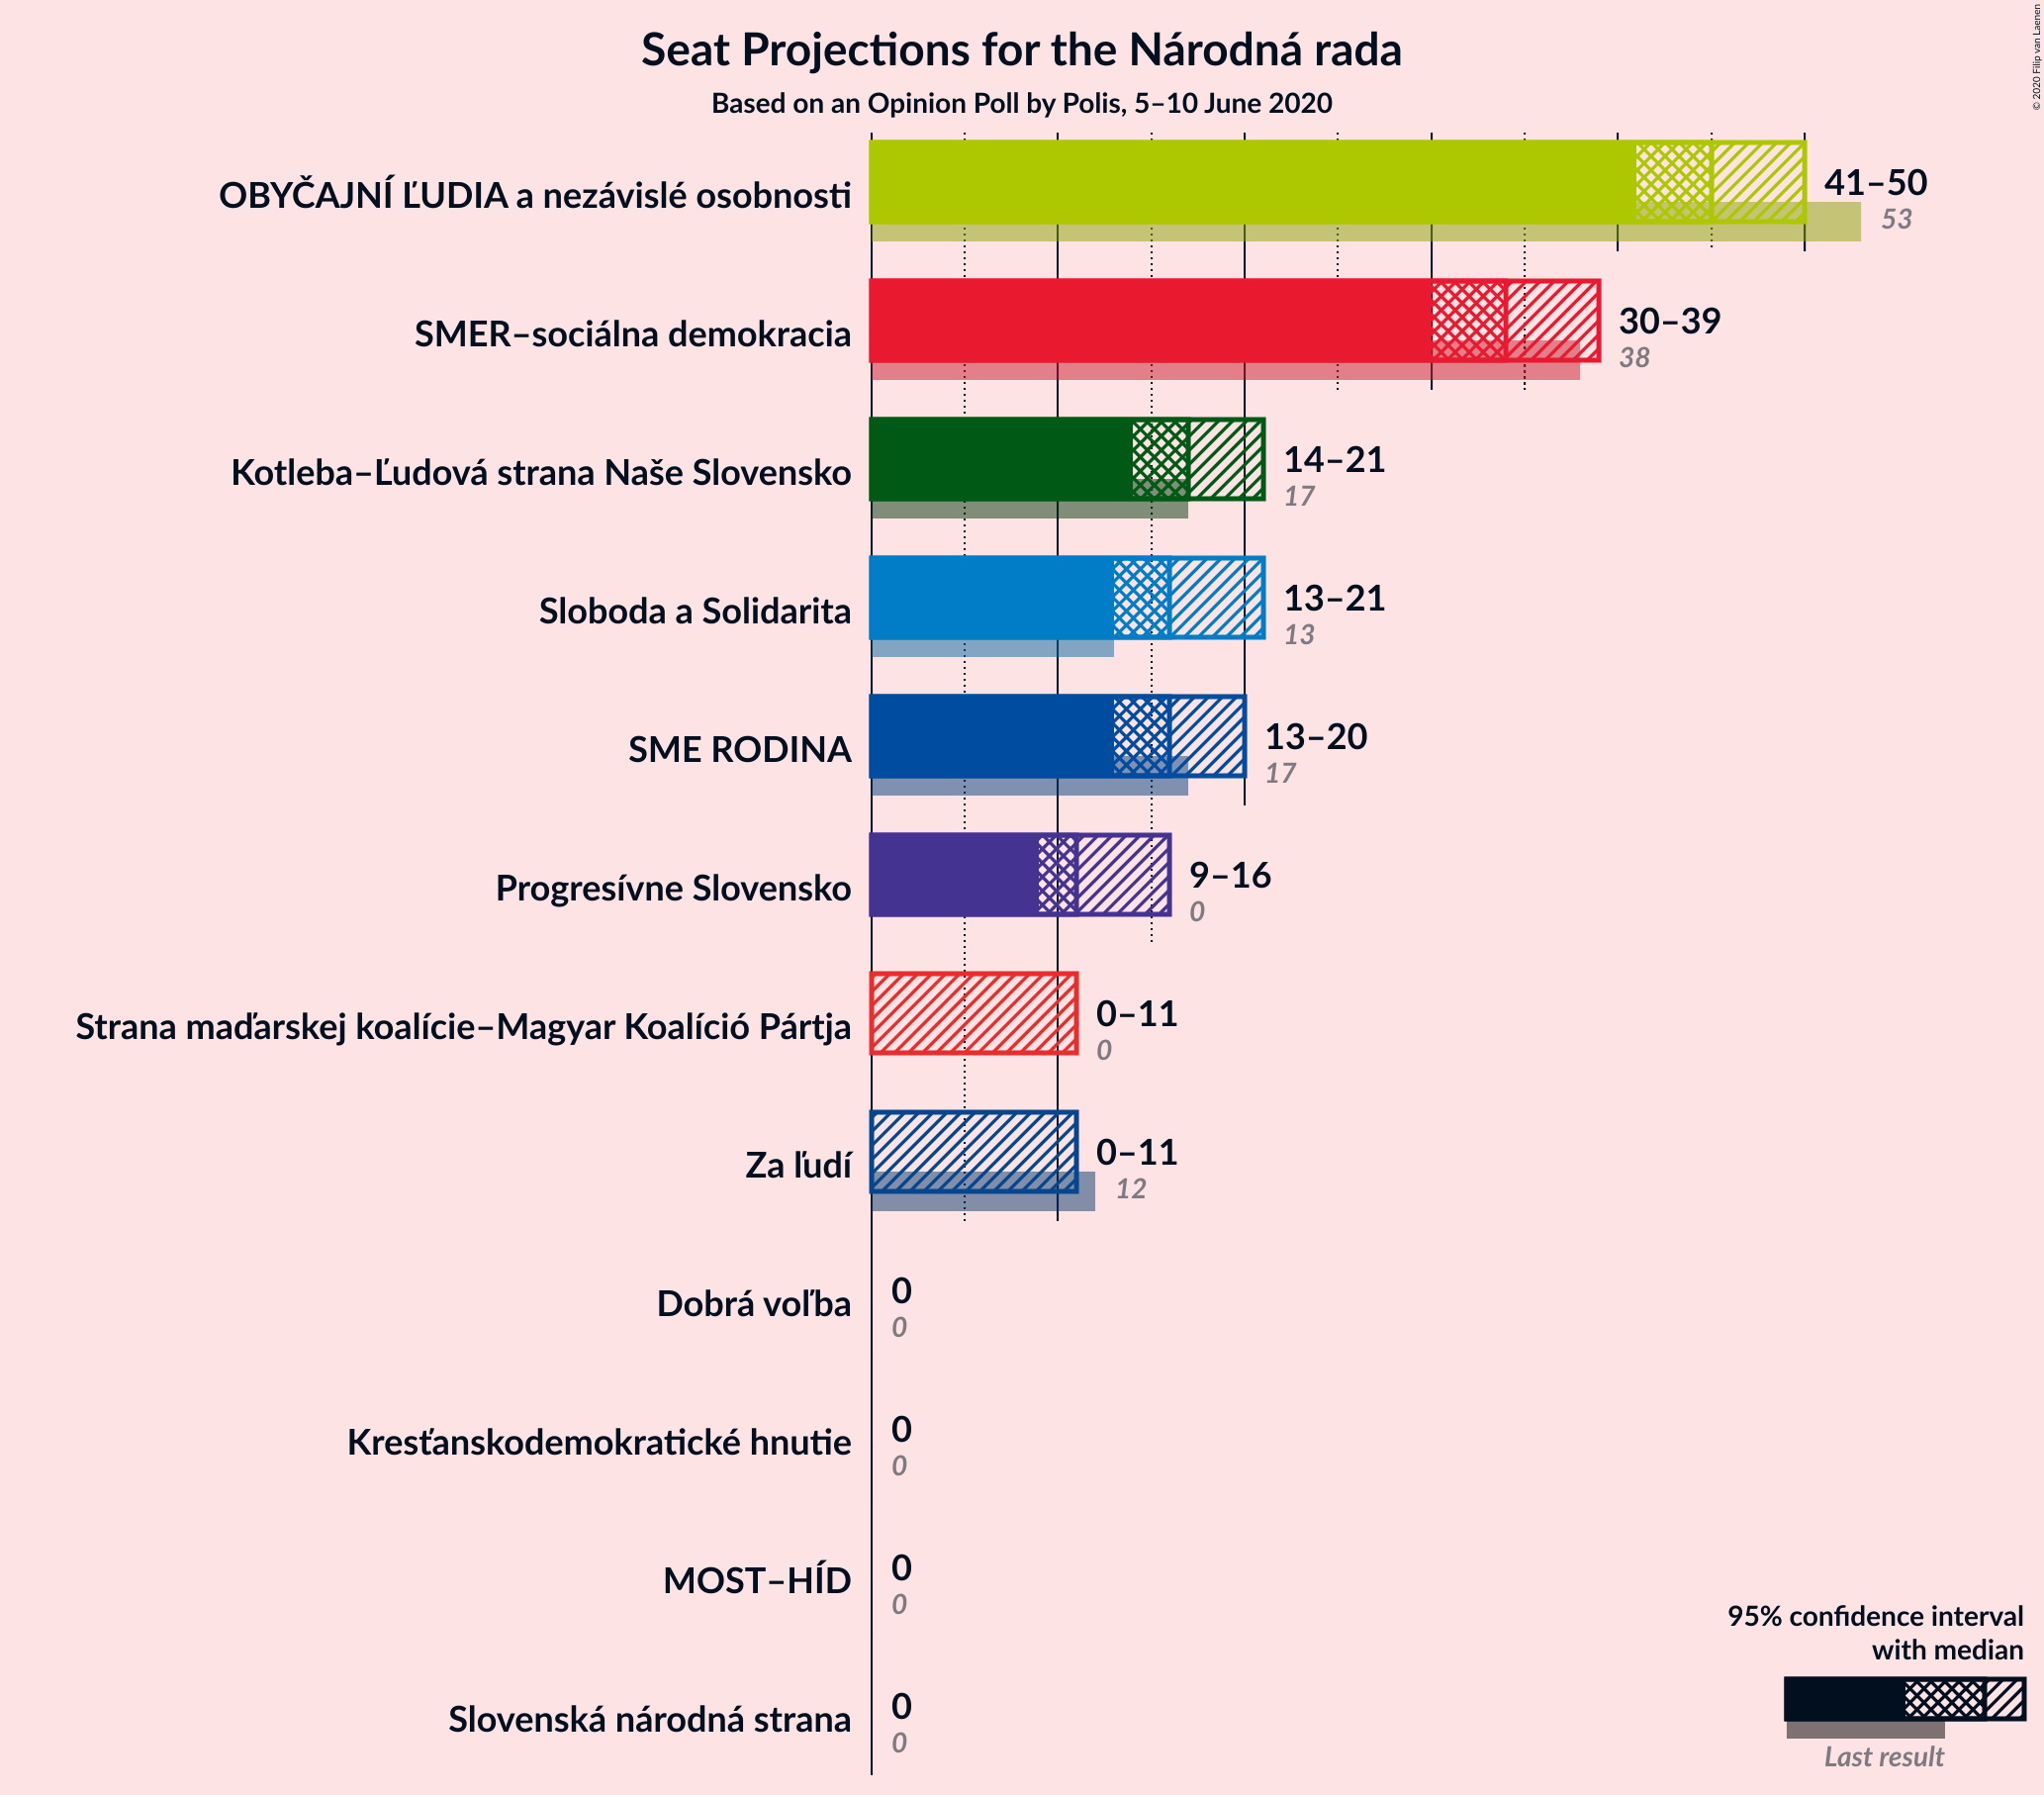 Seat Projections for the Národná rada
Based on an Opinion Poll by Polis, 5–10 June 2020
© 2020 Filip van Laenen
OBYČAJNÍ ĽUDIA a nezávislé osobnosti
41–50
53
SMER–sociálna demokracia
30–39
38
Kotleba–Ľudová strana Naše Slovensko
14–21
17
Sloboda a Solidarita
13–21
13
SME RODINA
13–20
17
Progresívne Slovensko
9–16
0
Strana maďarskej koalície–Magyar Koalíció Pártja
0–11
0
Za ľudí
0–11
12
Dobrá voľba
0
0
Kresťanskodemokratické hnutie
0
0
MOST–HÍD
0
0
Slovenská národná strana
0
0
95% confidence interval
with median
Last result